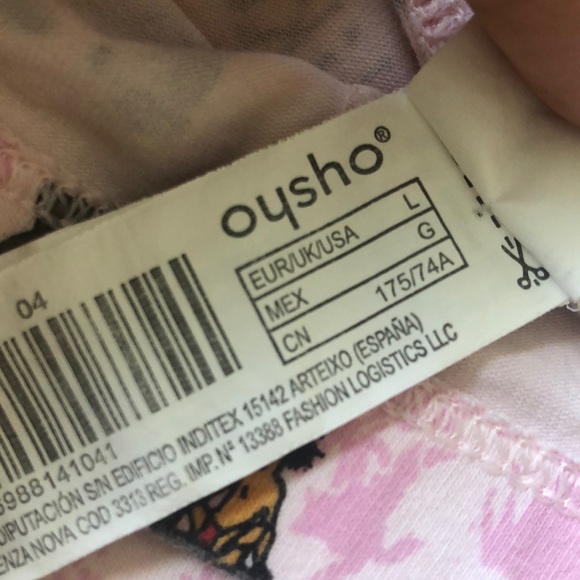 oysho®
EUR/UK/USA L
MEX G
CN 175/74A
04
988141041
DIPUTACIÓN S/N EDIFICIO INDITEX 15142 ARTEIXO (ESPAÑA)
NOVA COD 3313 REG. IMP. Nº 13388 FASHION LOGISTICS LLC